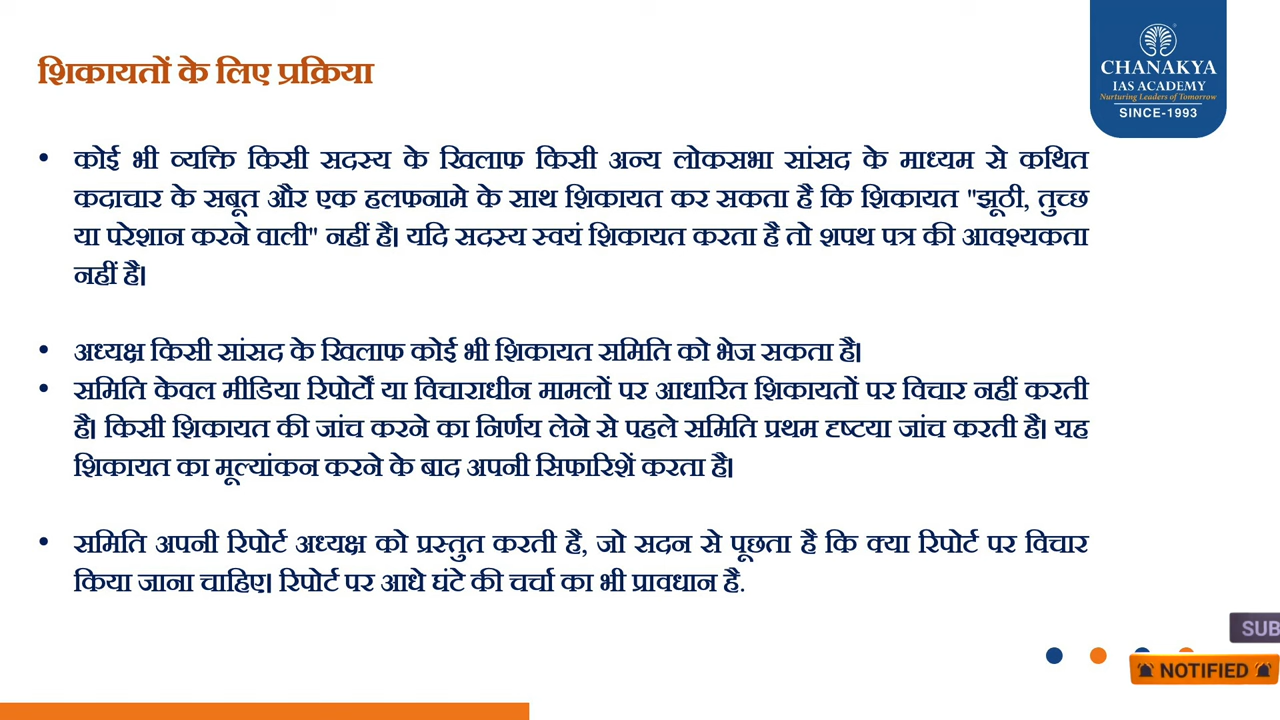 शिकायतों के लिए प्रक्रिया
CHANAKYA
IAS ACADEMY
Nurturing Leaders of Tomorrow
SINCE-1993
• कोई भी व्यक्ति किसी सदस्य के खिलाफ किसी अन्य लोकसभा सांसद के माध्यम से कथित
कदाचार के सबूत और एक हलफनामे के साथ शिकायत कर सकता है कि शिकायत "झूठी, तुच्छ
या परेशान करने वाली" नहीं है। यदि सदस्य स्वयं शिकायत करता है तो शपथ पत्र की आवश्यकता
नहीं है।
• अध्यक्ष किसी सांसद के खिलाफ कोई भी शिकायत समिति को भेज सकता है।
• समिति केवल मीडिया रिपोर्टों या विचाराधीन मामलों पर आधारित शिकायतों पर विचार नहीं करती
है। किसी शिकायत की जांच करने का निर्णय लेने से पहले समिति प्रथम दृष्टया जांच करती है। यह
शिकायत का मूल्यांकन करने के बाद अपनी सिफारिशें करता है।
• समिति अपनी रिपोर्ट अध्यक्ष को प्रस्तुत करती है, जो सदन से पूछता है कि क्या रिपोर्ट पर विचार
किया जाना चाहिए। रिपोर्ट पर आधे घंटे की चर्चा का भी प्रावधान है.
SUB
NOTIFIED